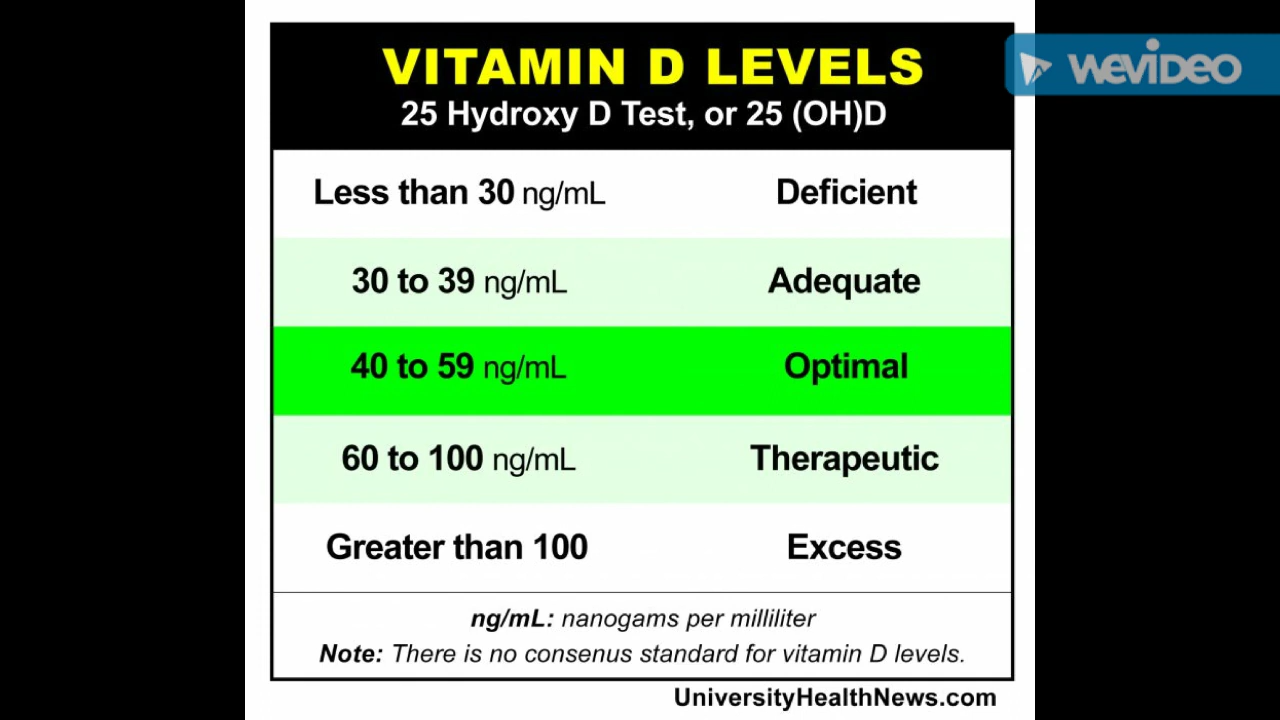 VITAMIN D LEVELS
25 Hydroxy D Test, or 25 (OH)D
Less than 30 ng/mL Deficient
30 to 39 ng/mL Adequate
40 to 59 ng/mL Optimal
60 to 100 ng/mL Therapeutic
Greater than 100 Excess
ng/mL: nanogams per milliliter
Note: There is no consenus standard for vitamin D levels.
UniversityHealthNews.com
WEVIDEO